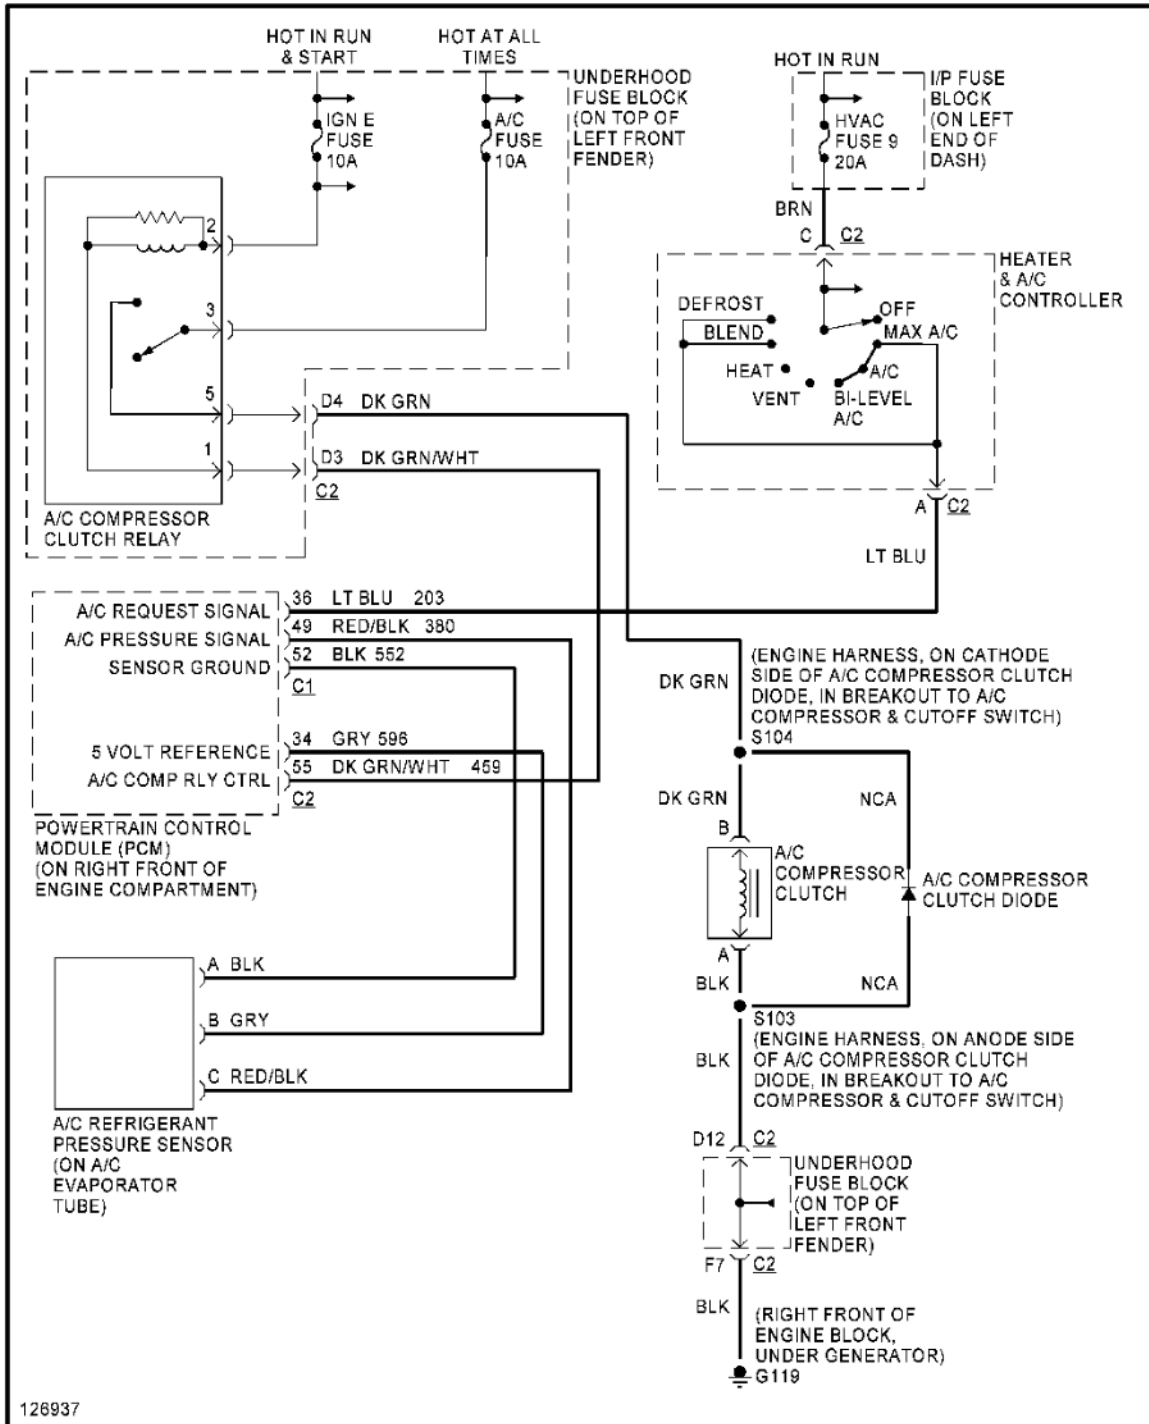 HOT IN RUN
& START
HOT AT ALL
TIMES
HOT IN RUN
UNDERHOOD
FUSE BLOCK
(ON TOP OF
LEFT FRONT
FENDER)
IGN E
FUSE
10A
A/C
FUSE
10A
HVAC
FUSE 9
20A
I/P FUSE
BLOCK
(ON LEFT
END OF
DASH)
BRN
C C2
2
3
5
1
D4 DK GRN
D3 DK GRN/WHT
C2
A/C COMPRESSOR
CLUTCH RELAY
HEATER
& A/C
CONTROLLER
DEFROST
OFF
BLEND
MAX A/C
HEAT
A/C
VENT
BI-LEVEL
A/C
A C2
LT BLU
A/C REQUEST SIGNAL
36 LT BLU 203
A/C PRESSURE SIGNAL
49 RED/BLK 380
SENSOR GROUND
52 BLK 552
C1
5 VOLT REFERENCE
34 GRY 596
A/C COMP RLY CTRL
55 DK GRN/WHT 459
C2
POWERTRAIN CONTROL
MODULE (PCM)
(ON RIGHT FRONT OF
ENGINE COMPARTMENT)
DK GRN
(ENGINE HARNESS, ON CATHODE
SIDE OF A/C COMPRESSOR CLUTCH
DIODE, IN BREAKOUT TO A/C
COMPRESSOR & CUTOFF SWITCH)
S104
DK GRN
NCA
B
A/C
COMPRESSOR
CLUTCH
A/C COMPRESSOR
CLUTCH DIODE
A
BLK
NCA
S103
(ENGINE HARNESS, ON ANODE SIDE
OF A/C COMPRESSOR CLUTCH
DIODE, IN BREAKOUT TO A/C
COMPRESSOR & CUTOFF SWITCH)
BLK
A BLK
B GRY
C RED/BLK
A/C REFRIGERANT
PRESSURE SENSOR
(ON A/C
EVAPORATOR
TUBE)
D12 C2
UNDERHOOD
FUSE BLOCK
(ON TOP OF
LEFT FRONT
FENDER)
F7 C2
BLK
(RIGHT FRONT OF
ENGINE BLOCK,
UNDER GENERATOR)
G119
126937